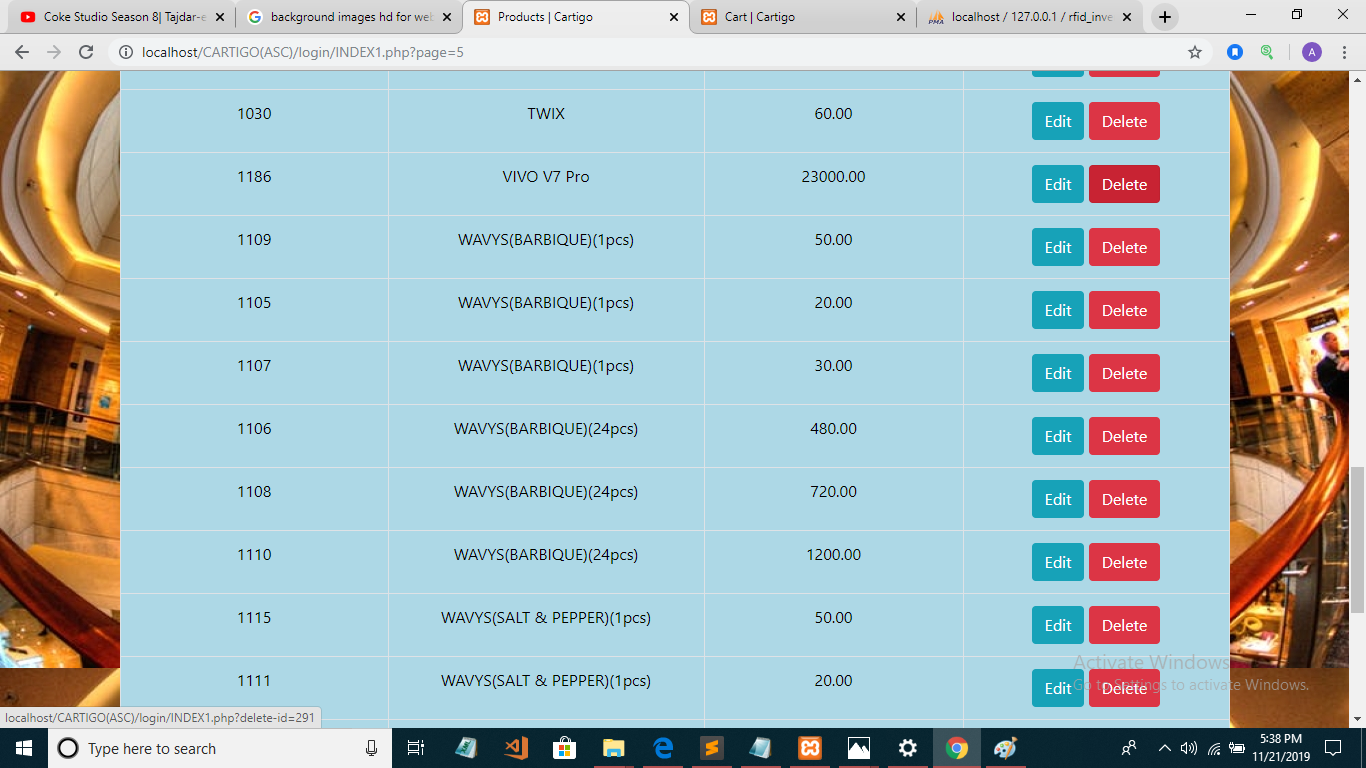 Coke Studio Season 8| Tajdar-e
background images hd for web
Products | Cartigo
Cart | Cartigo
localhost / 127.0.0.1 / rfid_inve
localhost/CARTIGO(ASC)/login/INDEX1.php?page=5
A
1030 TWIX 60.00 Edit Delete
1186 VIVO V7 Pro 23000.00 Edit Delete
1109 WAVYS(BARBIQUE)(1pcs) 50.00 Edit Delete
1105 WAVYS(BARBIQUE)(1pcs) 20.00 Edit Delete
1107 WAVYS(BARBIQUE)(1pcs) 30.00 Edit Delete
1106 WAVYS(BARBIQUE)(24pcs) 480.00 Edit Delete
1108 WAVYS(BARBIQUE)(24pcs) 720.00 Edit Delete
1110 WAVYS(BARBIQUE)(24pcs) 1200.00 Edit Delete
1115 WAVYS(SALT & PEPPER)(1pcs) 50.00 Edit Delete
1111 WAVYS(SALT & PEPPER)(1pcs) 20.00 Edit Delete
Activate Windows
Go to Settings to activate Windows.
localhost/CARTIGO(ASC)/login/INDEX1.php?delete-id=291
Type here to search
5:38 PM
11/21/2019